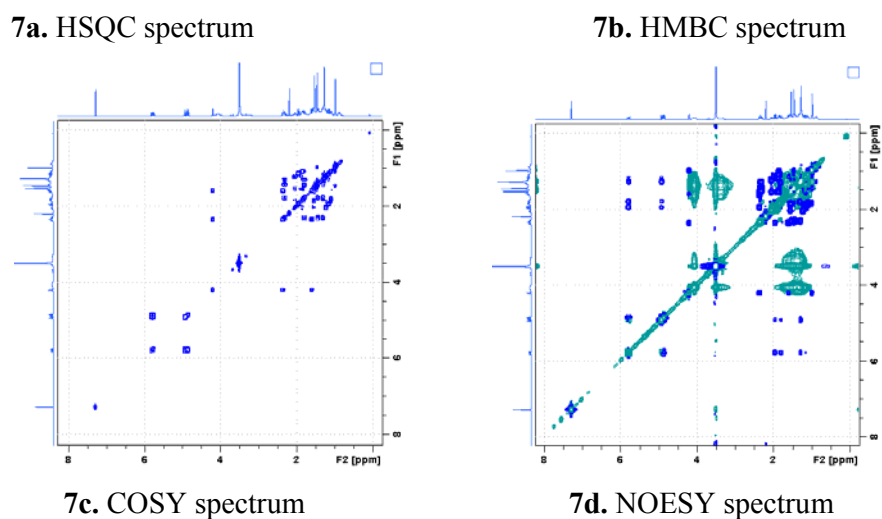 7a. HSQC spectrum 7b. HMBC spectrum
F1 [ppm] F1 [ppm]
2 2
4 4
6 6
8 8
8 6 4 2 F2 [ppm] 8 6 4 2 F2 [ppm]
7c. COSY spectrum 7d. NOESY spectrum